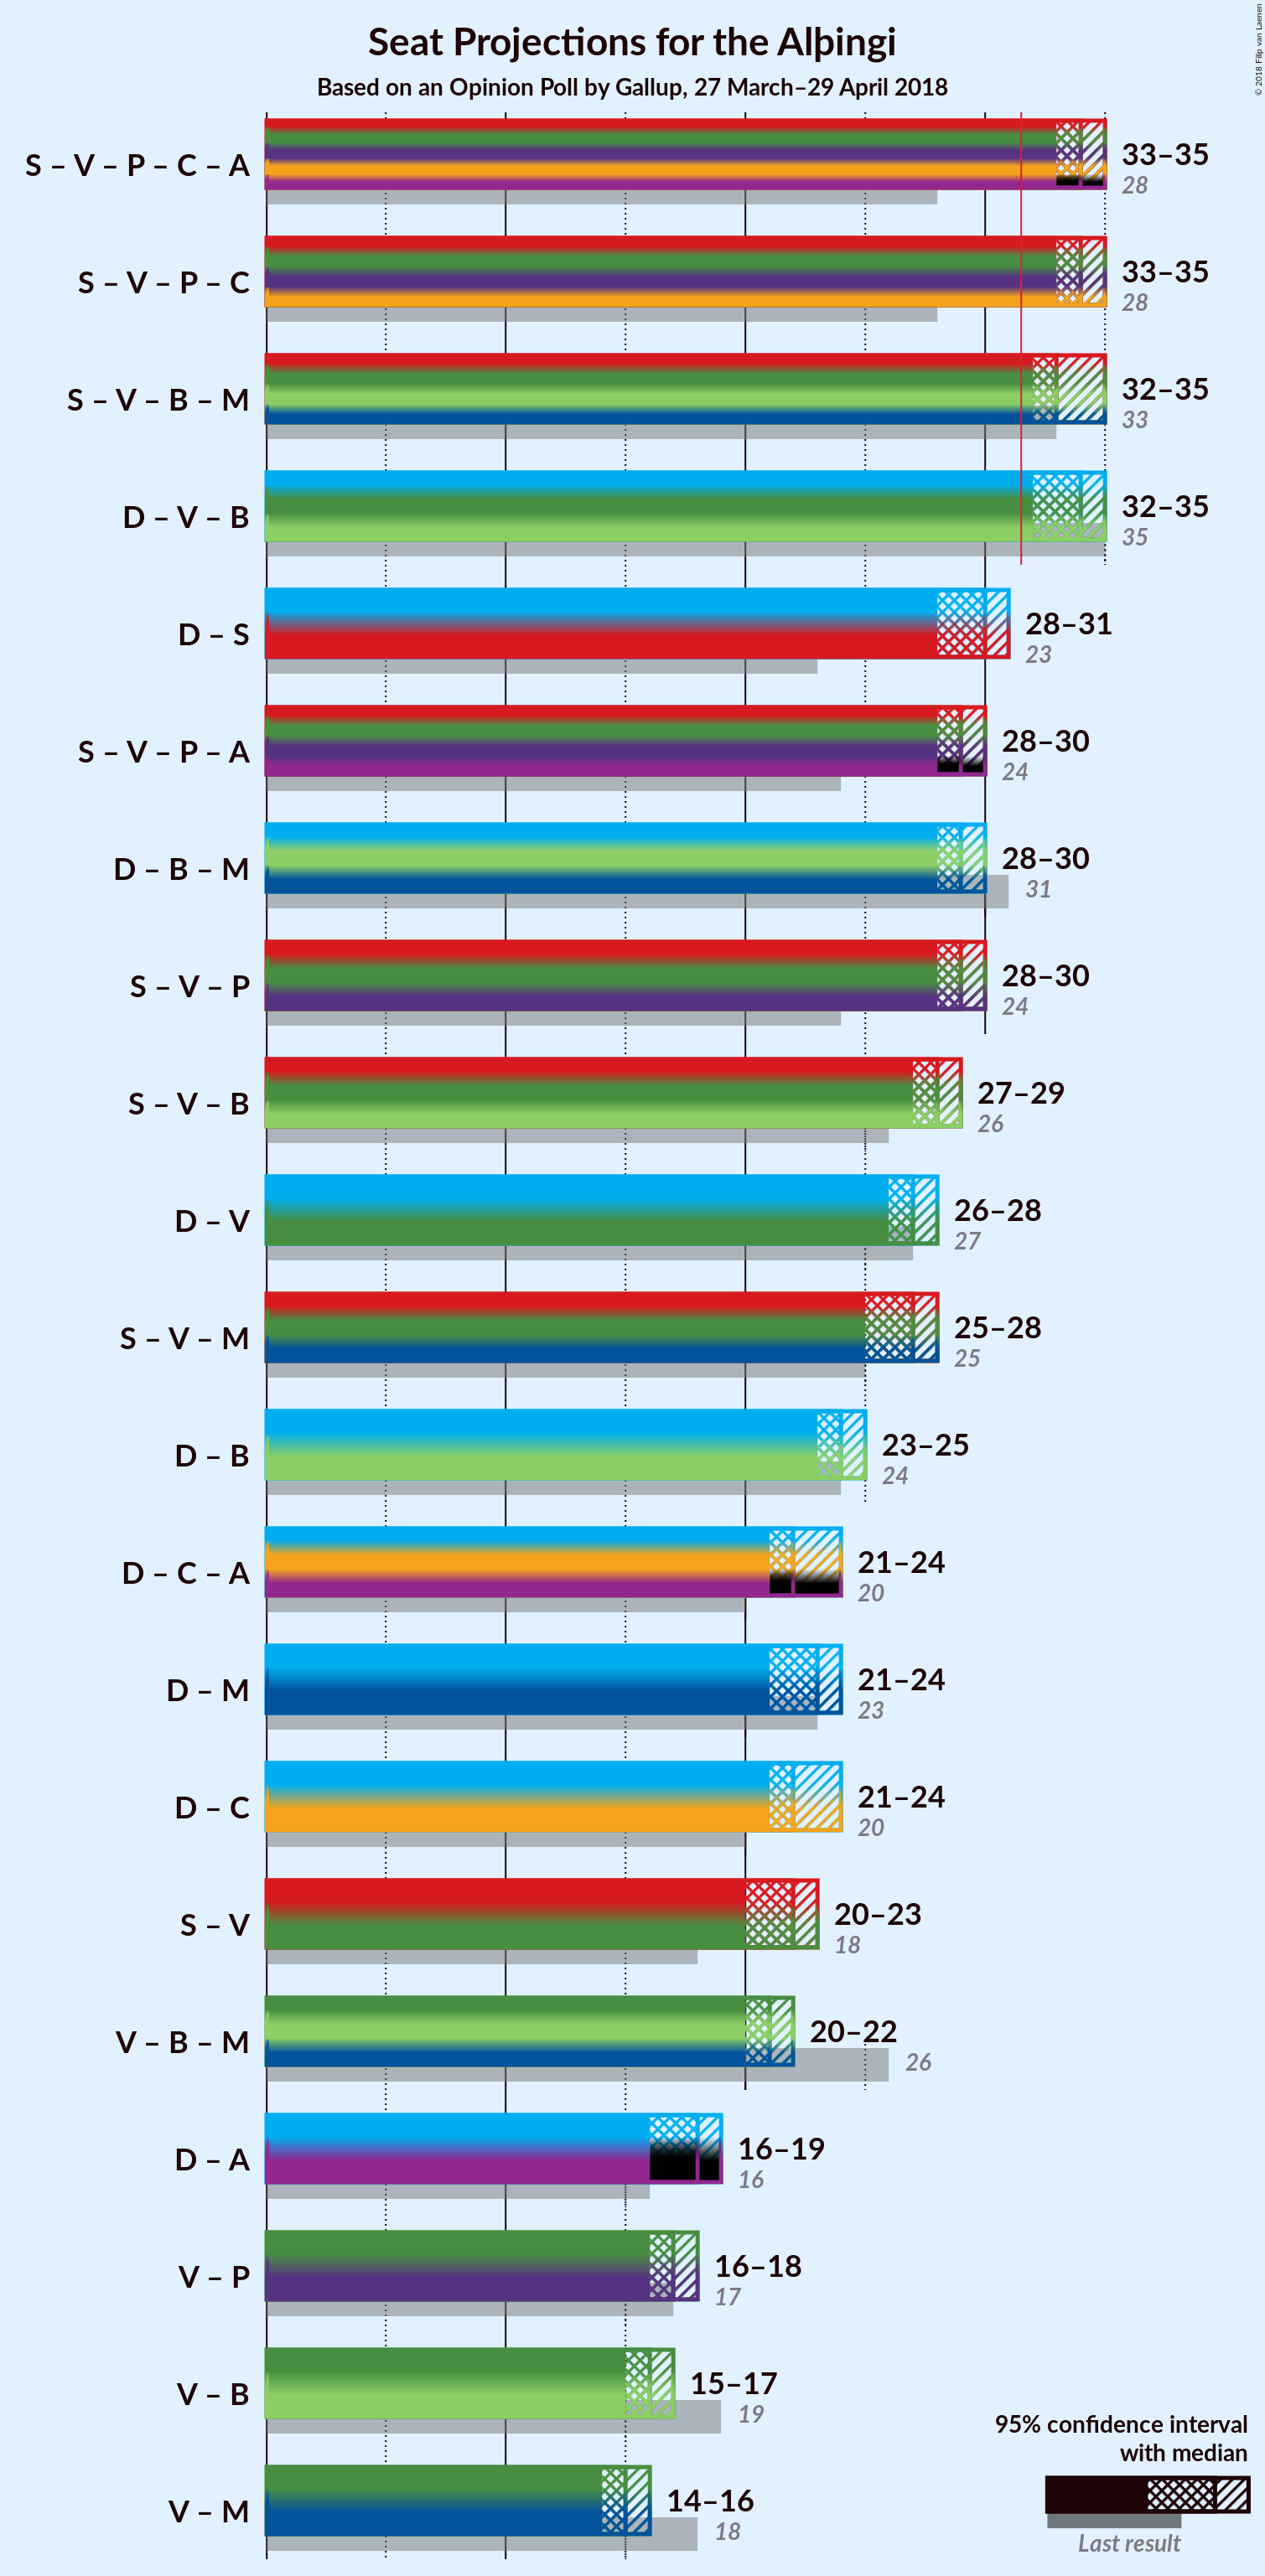 Seat Projections for the Alþingi
Based on an Opinion Poll by Gallup, 27 March–29 April 2018
© 2018 Filip van Laenen
S – V – P – C – A
33–35
28
S – V – P – C
33–35
28
S – V – B – M
32–35
33
D – V – B
32–35
35
D – S
28–31
23
S – V – P – A
28–30
24
D – B – M
28–30
31
S – V – P
28–30
24
S – V – B
27–29
26
D – V
26–28
27
S – V – M
25–28
25
D – B
23–25
24
D – C – A
21–24
20
D – M
21–24
23
D – C
21–24
20
S – V
20–23
18
V – B – M
20–22
26
D – A
16–19
16
V – P
16–18
17
V – B
15–17
19
V – M
14–16
18
95% confidence interval
with median
Last result